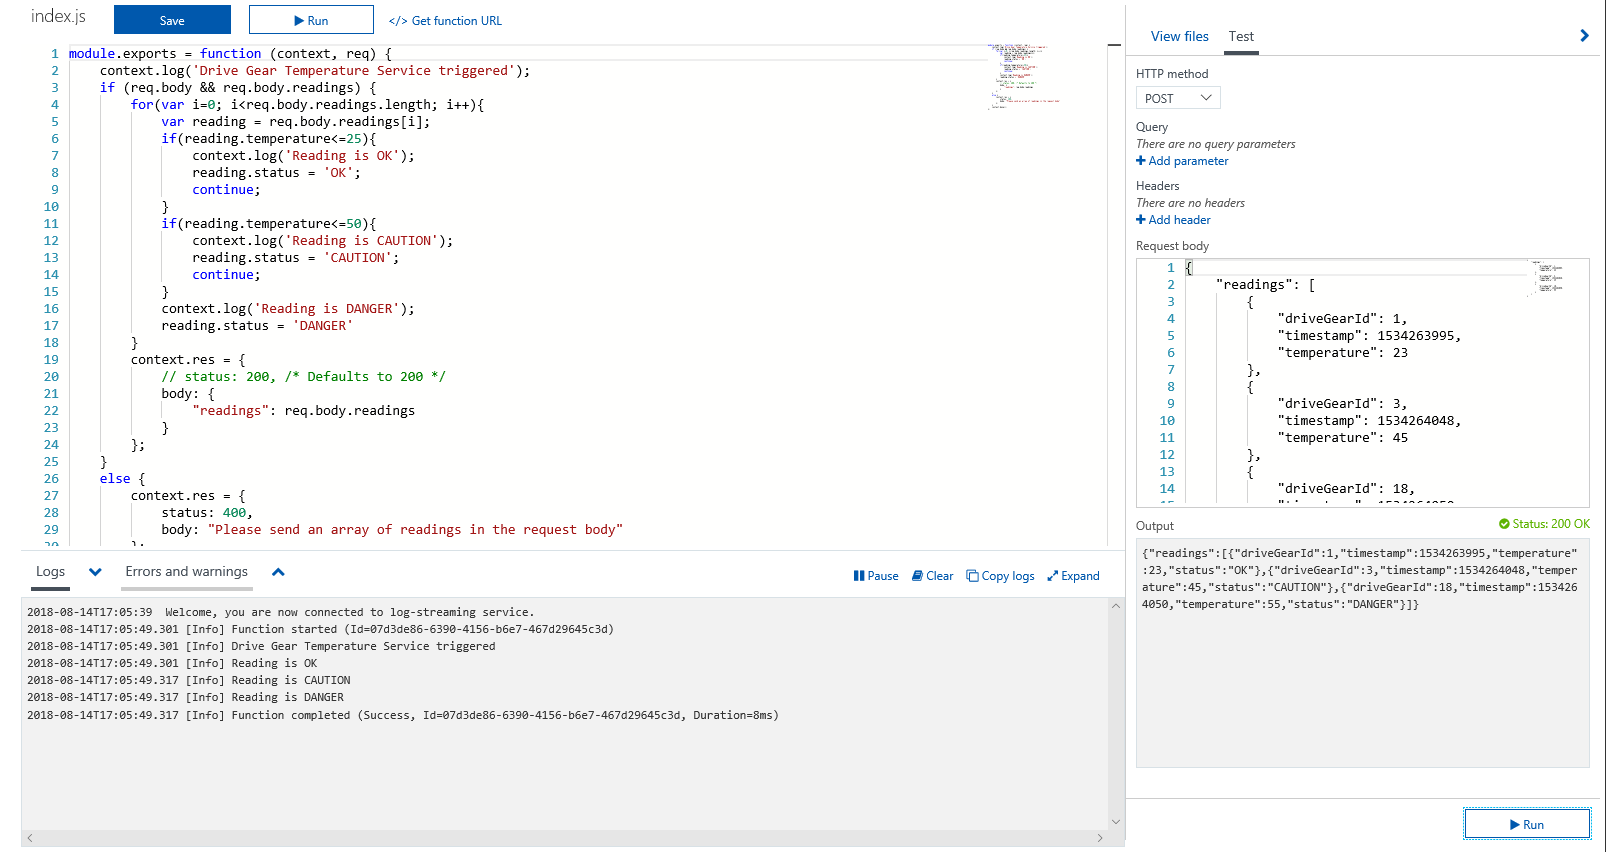 index.js
Save
Run
</> Get function URL
1 module.exports = function (context, req) {
2 context.log('Drive Gear Temperature Service triggered');
3 if (req.body && req.body.readings) {
4 for(var i=0; i<req.body.readings.length; i++){
5 var reading = req.body.readings[i];
6 if(reading.temperature<=25){
7 context.log('Reading is OK');
8 reading.status = 'OK';
9 continue;
10 }
11 if(reading.temperature<=50){
12 context.log('Reading is CAUTION');
13 reading.status = 'CAUTION';
14 continue;
15 }
16 context.log('Reading is DANGER');
17 reading.status = 'DANGER'
18 }
19 context.res = {
20 // status: 200, /* Defaults to 200 */
21 body: {
22 "readings": req.body.readings
23 }
24 };
25 }
26 else {
27 context.res = {
28 status: 400,
29 body: "Please send an array of readings in the request body"
Logs
Errors and warnings
Pause
Clear
Copy logs
Expand
2018-08-14T17:05:39 Welcome, you are now connected to log-streaming service.
2018-08-14T17:05:49.301 [Info] Function started (Id=07d3de86-6390-4156-b6e7-467d29645c3d)
2018-08-14T17:05:49.301 [Info] Drive Gear Temperature Service triggered
2018-08-14T17:05:49.301 [Info] Reading is OK
2018-08-14T17:05:49.317 [Info] Reading is CAUTION
2018-08-14T17:05:49.317 [Info] Reading is DANGER
2018-08-14T17:05:49.317 [Info] Function completed (Success, Id=07d3de86-6390-4156-b6e7-467d29645c3d, Duration=8ms)
View files
Test
HTTP method
POST
Query
There are no query parameters
+ Add parameter
Headers
There are no headers
+ Add header
Request body
1 {
2 "readings": [
3 {
4 "driveGearId": 1,
5 "timestamp": 1534263995,
6 "temperature": 23
7 },
8 {
9 "driveGearId": 3,
10 "timestamp": 1534264048,
11 "temperature": 45
12 },
13 {
14 "driveGearId": 18,
Output
Status: 200 OK
{"readings":[{"driveGearId":1,"timestamp":1534263995,"temperature"
:23,"status":"OK"},{"driveGearId":3,"timestamp":1534264048,"temper
ature":45,"status":"CAUTION"},{"driveGearId":18,"timestamp":153426
4050,"temperature":55,"status":"DANGER"}]}
Run